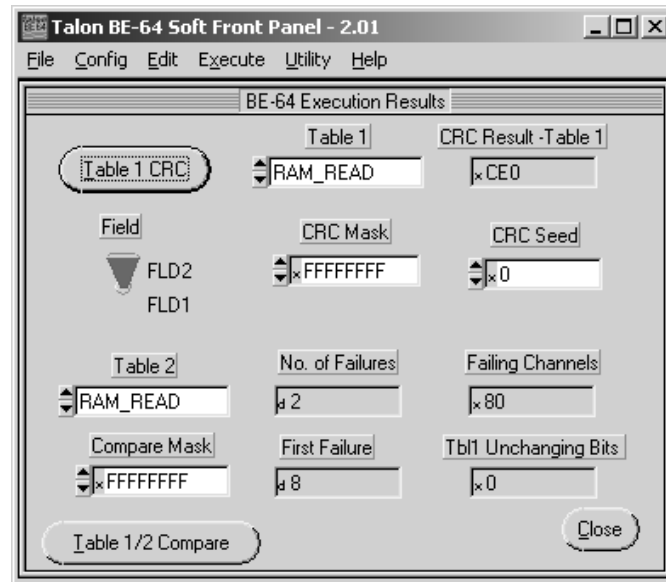 Talon BE-64 Soft Front Panel - 2.01
File Config Edit Execute Utility Help
BE-64 Execution Results
Table 1 CRC
Table 1
RAM_READ
CRC Result -Table 1
x CE0
Field
FLD2
FLD1
CRC Mask
x FFFFFFFF
CRC Seed
x 0
Table 2
RAM_READ
No. of Failures
d 2
Failing Channels
x 80
Compare Mask
x FFFFFFFF
First Failure
d 8
Tbl1 Unchanging Bits
x 0
Table 1/2 Compare
Close